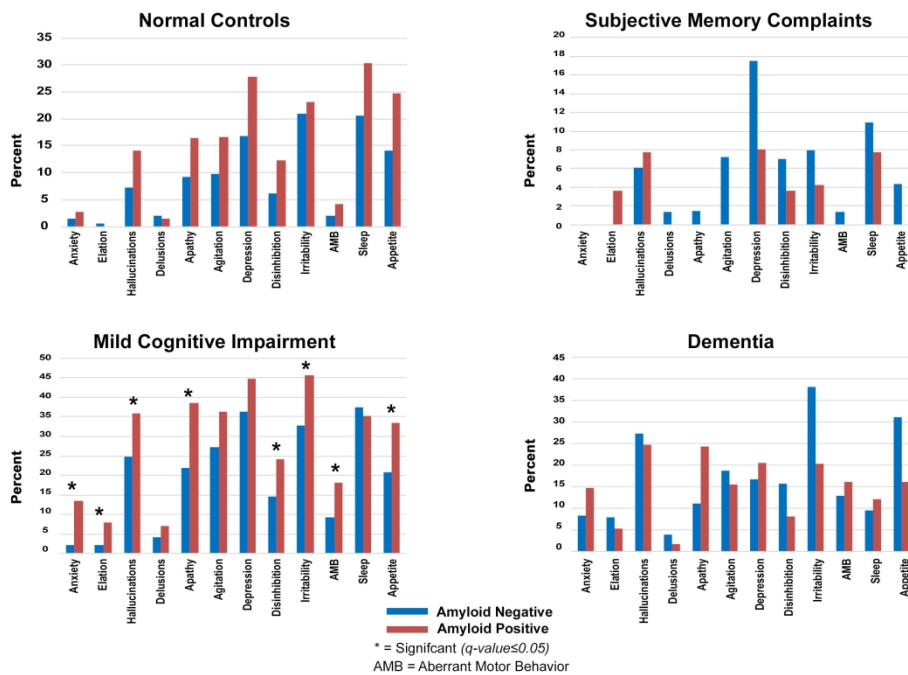 Normal Controls
Percent
35
30
25
20
15
10
5
0
Anxiety
Elation
Hallucinations
Delusions
Apathy
Agitation
Depression
Disinhibition
Irritability
AMB
Sleep
Appetite
Subjective Memory Complaints
Percent
20
18
16
14
12
10
8
6
4
2
0
Anxiety
Elation
Hallucinations
Delusions
Apathy
Agitation
Depression
Disinhibition
Irritability
AMB
Sleep
Appetite
Mild Cognitive Impairment
Percent
50
45
40
35
30
25
20
15
10
5
0
* * * * * * * *
Anxiety
Elation
Hallucinations
Delusions
Apathy
Agitation
Depression
Disinhibition
Irritability
AMB
Sleep
Appetite
Dementia
Percent
45
40
35
30
25
20
15
10
5
0
Anxiety
Elation
Hallucinations
Delusions
Apathy
Agitation
Depression
Disinhibition
Irritability
AMB
Sleep
Appetite
Amyloid Negative
Amyloid Positive
* = Signifcant (q-value≤0.05)
AMB = Aberrant Motor Behavior